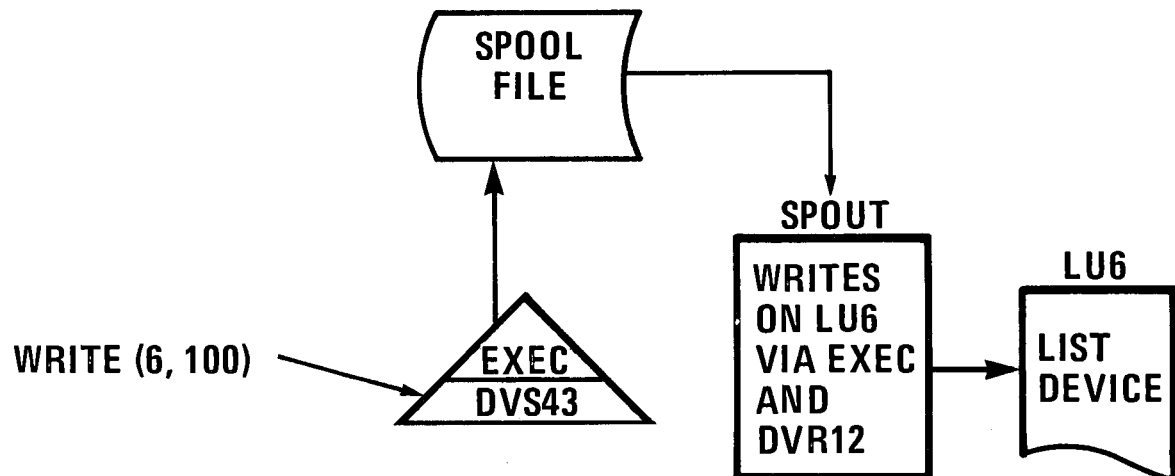 SPOOL
FILE
SPOUT
WRITES
ON LU6
VIA EXEC
AND
DVR12
LU6
LIST
DEVICE
WRITE (6, 100)
EXEC
DVS43